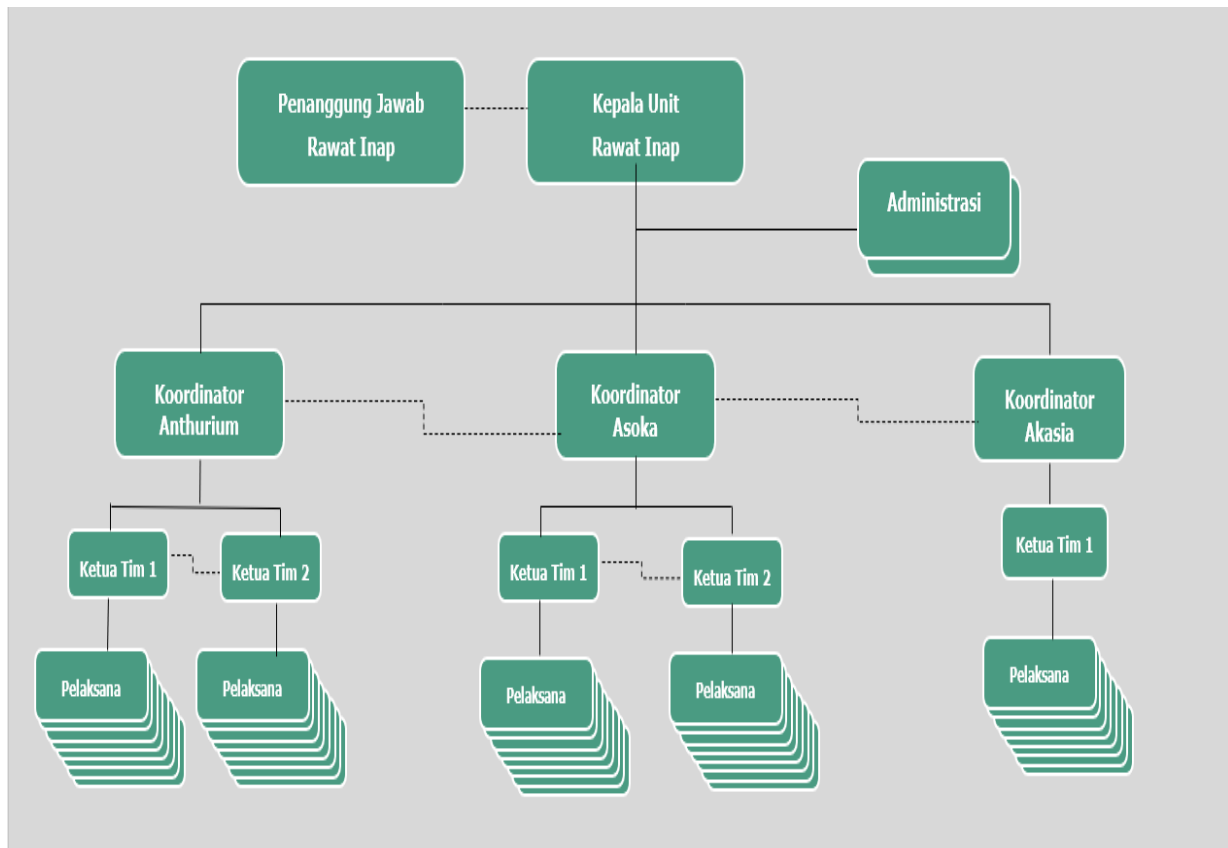 Penanggung Jawab
Rawat Inap
Kepala Unit
Rawat Inap
Administrasi
Koordinator
Anthurium
Koordinator
Asoka
Koordinator
Akasia
Ketua Tim 1
Ketua Tim 2
Ketua Tim 1
Ketua Tim 2
Ketua Tim 1
Pelaksana
Pelaksana
Pelaksana
Pelaksana
Pelaksana